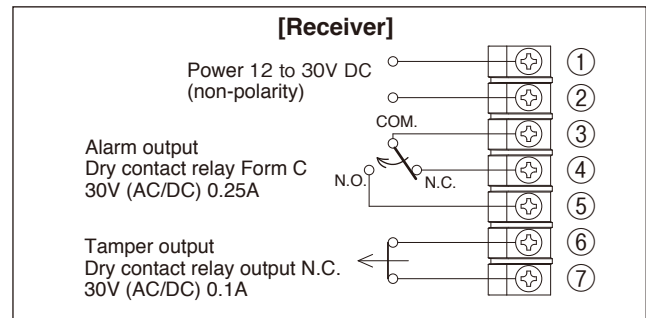 [Receiver]
Power 12 to 30V DC
(non-polarity)
①
②
COM.
③
Alarm output
Dry contact relay Form C
30V (AC/DC) 0.25A
N.O.
N.C.
④
⑤
Tamper output
Dry contact relay output N.C.
30V (AC/DC) 0.1A
⑥
⑦